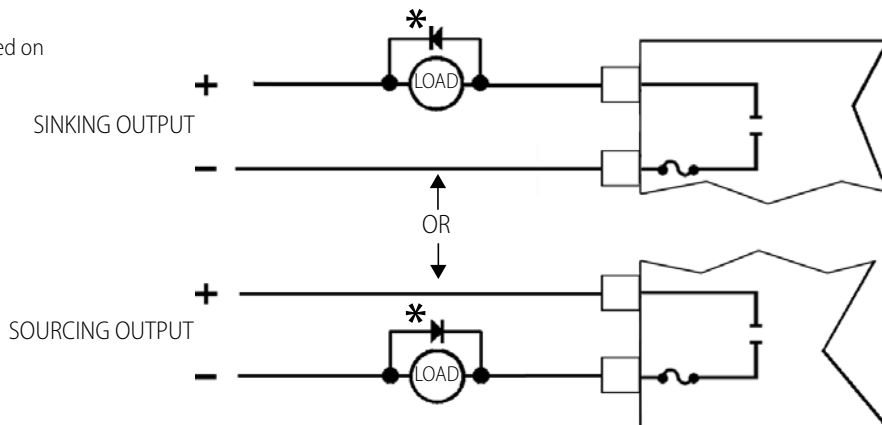 *
ed on
LOAD
+
SINKING OUTPUT
−
OR
+
SOURCING OUTPUT
*
LOAD
−